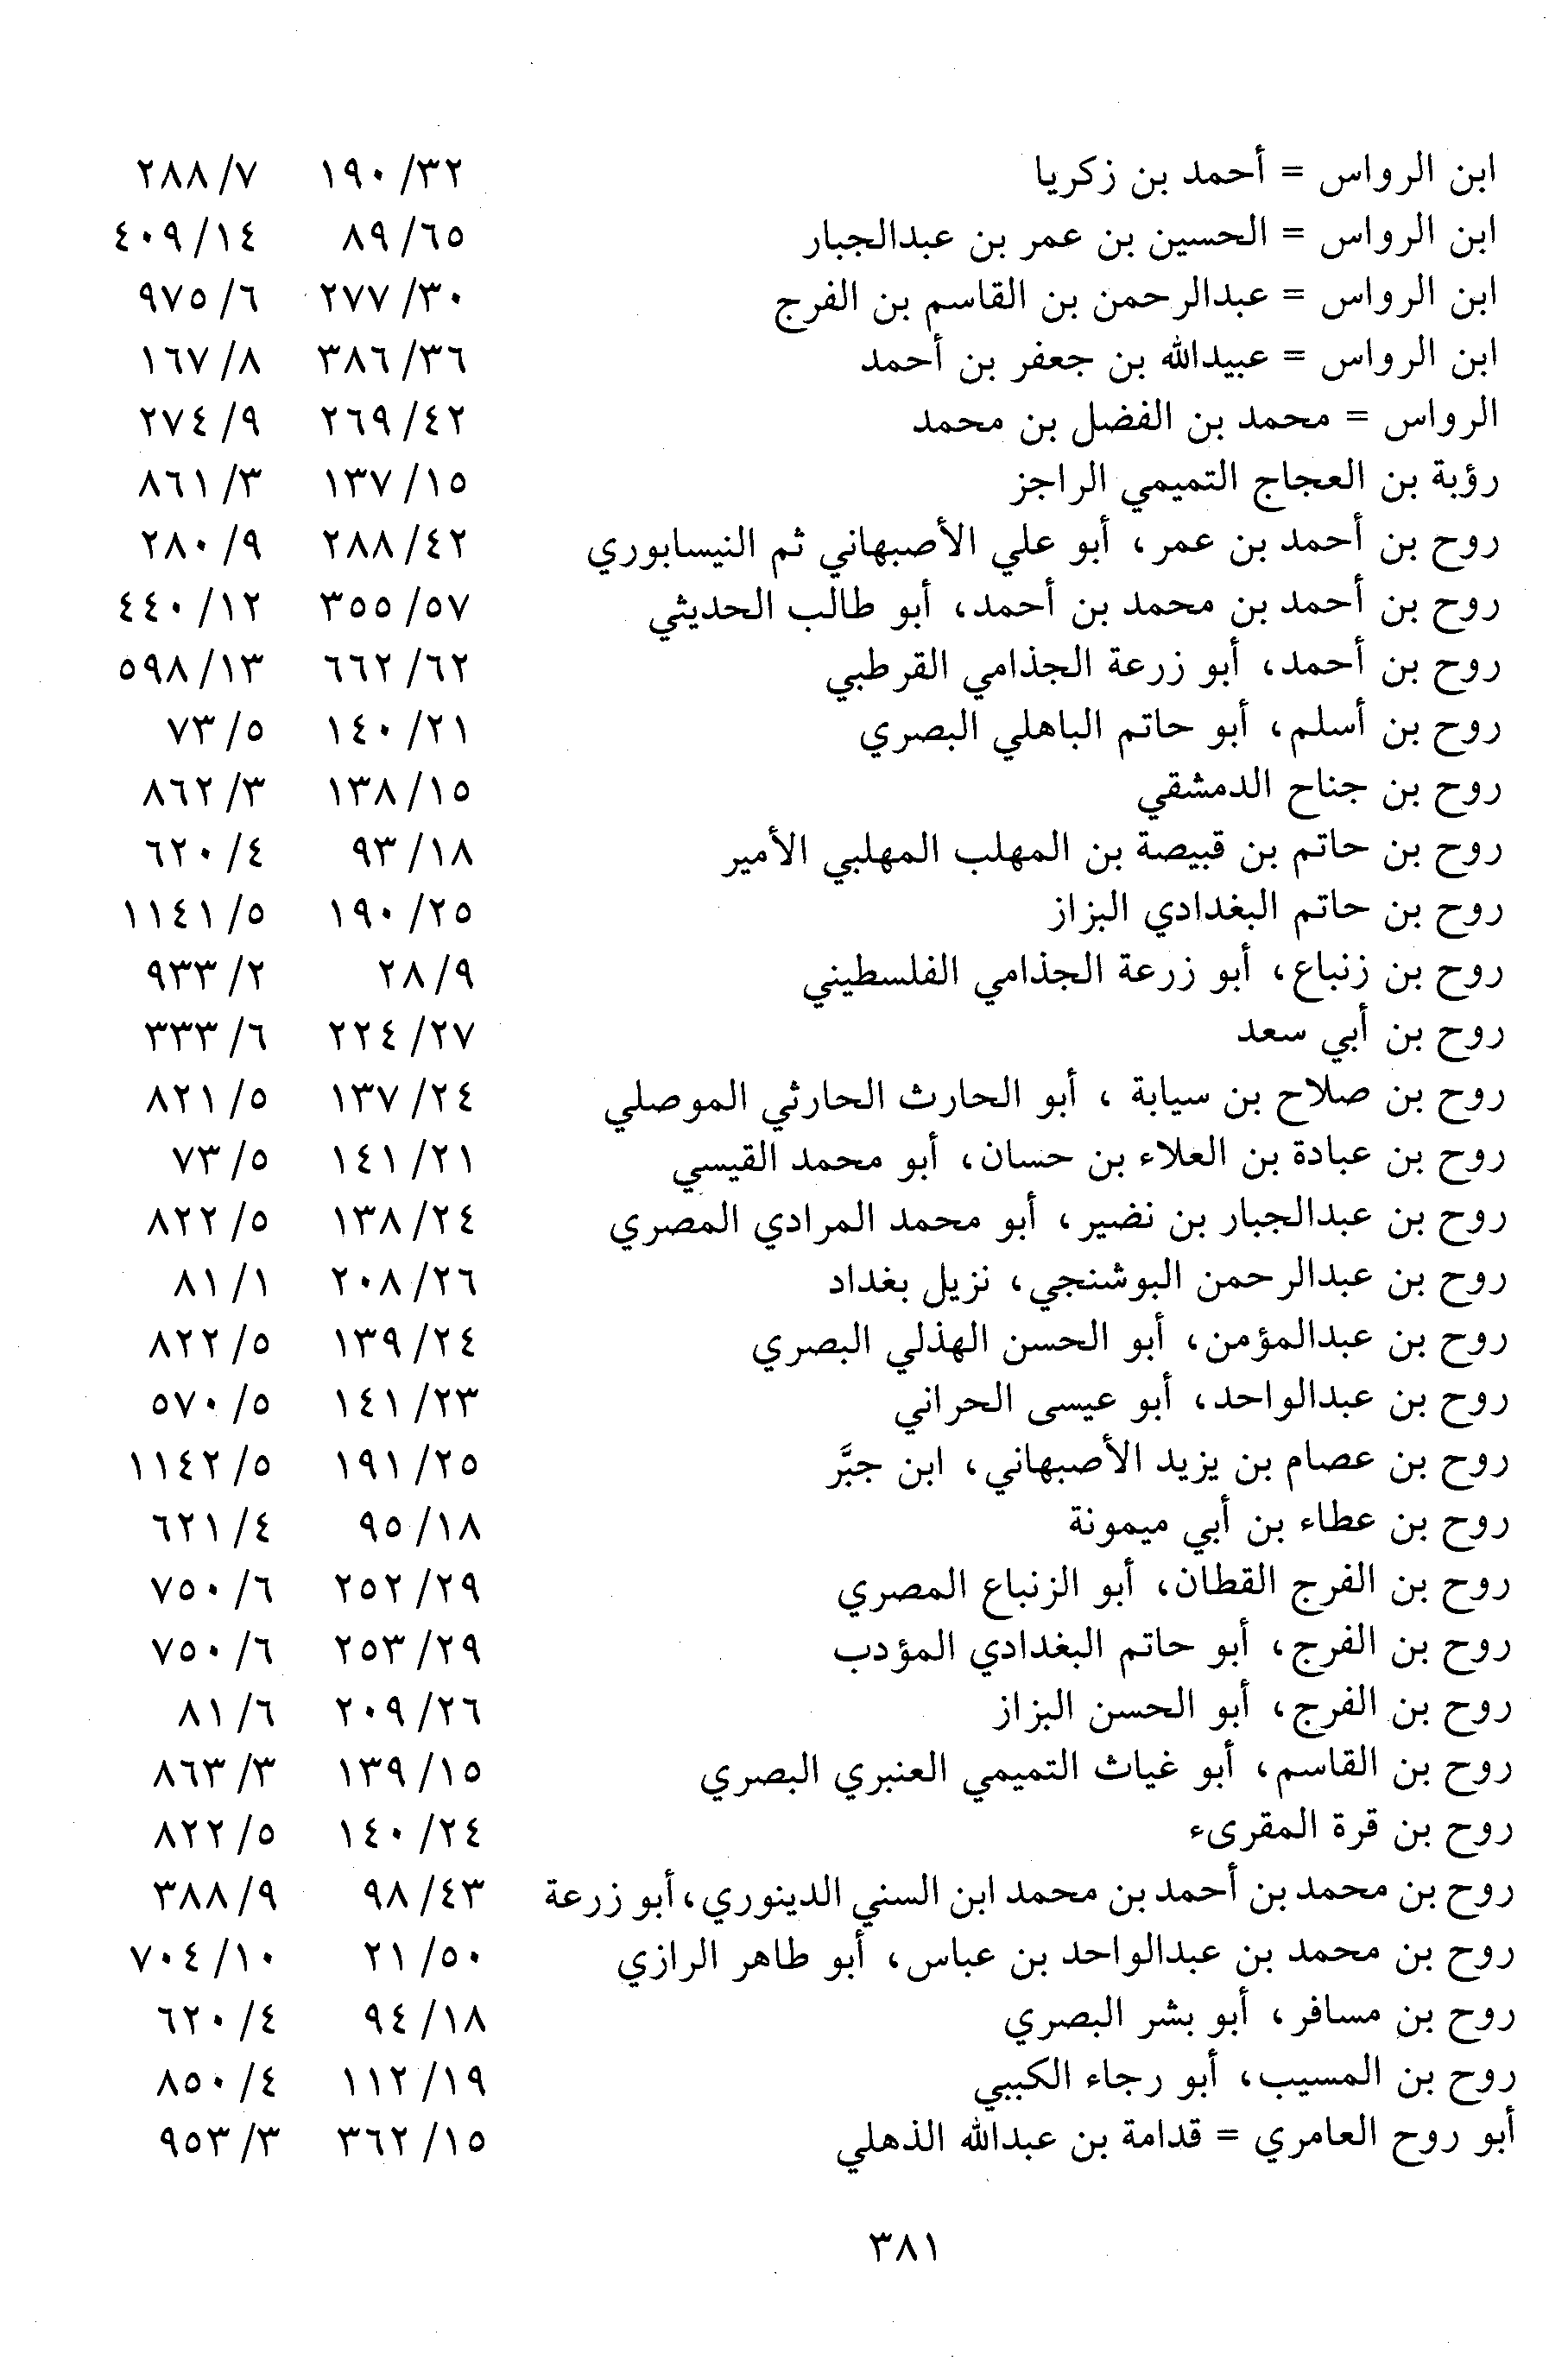 ابن الرواس = أحمد بن زكريا ٣٢/ ١٩٠ ٧/ ٢٨٨
ابن الرواس = الحسين بن عمر بن عبدالجبار ٦٥/ ٨٩ ١٤/ ٤٠٩
ابن الرواس = عبدالرحمن بن القاسم بن الفرج ٣٠/ ٢٧٧ ٦/ ٩٧٥
ابن الرواس = عبيدالله بن جعفر بن أحمد ٣٦/ ٣٨٦ ٨/ ١٦٧
الرواس = محمد بن الفضل بن محمد ٤٢/ ٢٦٩ ٩/ ٢٧٤
رؤبة بن العجاج التميمي الراجز ١٥/ ١٣٧ ٣/ ٨٦١
روح بن أحمد بن عمر، أبو علي الأصبهاني ثم النيسابوري ٤٢/ ٢٨٨ ٩/ ٢٨٠
روح بن أحمد بن محمد بن أحمد، أبو طالب الحديثي ٥٧/ ٣٥٥ ١٢/ ٤٤٠
روح بن أحمد، أبو زرعة الجذامي القرطبي ٦٢/ ٦٦٢ ١٣/ ٥٩٨
روح بن أسلم، أبو حاتم الباهلي البصري ٢١/ ١٤٠ ٥/ ٧٣
روح بن جناح الدمشقي ١٥/ ١٣٨ ٣/ ٨٦٢
روح بن حاتم بن قبيصة بن المهلب المهلبي الأمير ١٨/ ٩٣ ٤/ ٦٢٠
روح بن حاتم البغدادي البزاز ٢٥/ ١٩٠ ٥/ ١١٤١
روح بن زنباع، أبو زرعة الجذامي الفلسطيني ٩/ ٢٨ ٢/ ٩٣٣
روح بن أبي سعد ٢٧/ ٢٢٤ ٦/ ٣٣٣
روح بن صلاح بن سيابة ، أبو الحارث الحارثي الموصلي ٢٤/ ١٣٧ ٥/ ٨٢١
روح بن عبادة بن العلاء بن حسان، أبو محمد القيسي ٢١/ ١٤١ ٥/ ٧٣
روح بن عبدالجبار بن نضير، أبو محمد المرادي المصري ٢٤/ ١٣٨ ٥/ ٨٢٢
روح بن عبدالرحمن البوشنجي، نزيل بغداد ٢٦/ ٢٠٨ ١/ ٨١
روح بن عبدالمؤمن، أبو الحسن الهذلي البصري ٢٤/ ١٣٩ ٥/ ٨٢٢
روح بن عبدالواحد، أبو عيسى الحراني ٢٣/ ١٤١ ٥/ ٥٧٠
روح بن عصام بن يزيد الأصبهاني، ابن جبَّر ٢٥/ ١٩١ ٥/ ١١٤٢
روح بن عطاء بن أبي ميمونة ١٨/ ٩٥ ٤/ ٦٢١
روح بن الفرج القطان، أبو الزنباع المصري ٢٩/ ٢٥٢ ٦/ ٧٥٠
روح بن الفرج، أبو حاتم البغدادي المؤدب ٢٩/ ٢٥٣ ٦/ ٧٥٠
روح بن الفرج، أبو الحسن البزاز ٢٦/ ٢٠٩ ٦/ ٨١
روح بن القاسم، أبو غياث التميمي العنبري البصري ١٥/ ١٣٩ ٣/ ٨٦٣
روح بن قرة المقرىء ٢٤/ ١٤٠ ٥/ ٨٢٢
روح بن محمد بن أحمد بن محمد ابن السني الدينوري، أبو زرعة ٤٣/ ٩٨ ٩/ ٣٨٨
روح بن محمد بن عبدالواحد بن عباس، أبو طاهر الرازي ٥٠/ ٢١ ١٠/ ٧٠٤
روح بن مسافر، أبو بشر البصري ١٨/ ٩٤ ٤/ ٦٢٠
روح بن المسيب، أبو رجاء الكببي ١٩/ ١١٢ ٤/ ٨٥٠
أبو روح العامري = قدامة بن عبدالله الذهلي ١٥/ ٣٦٢ ٣/ ٩٥٣
٣٨١